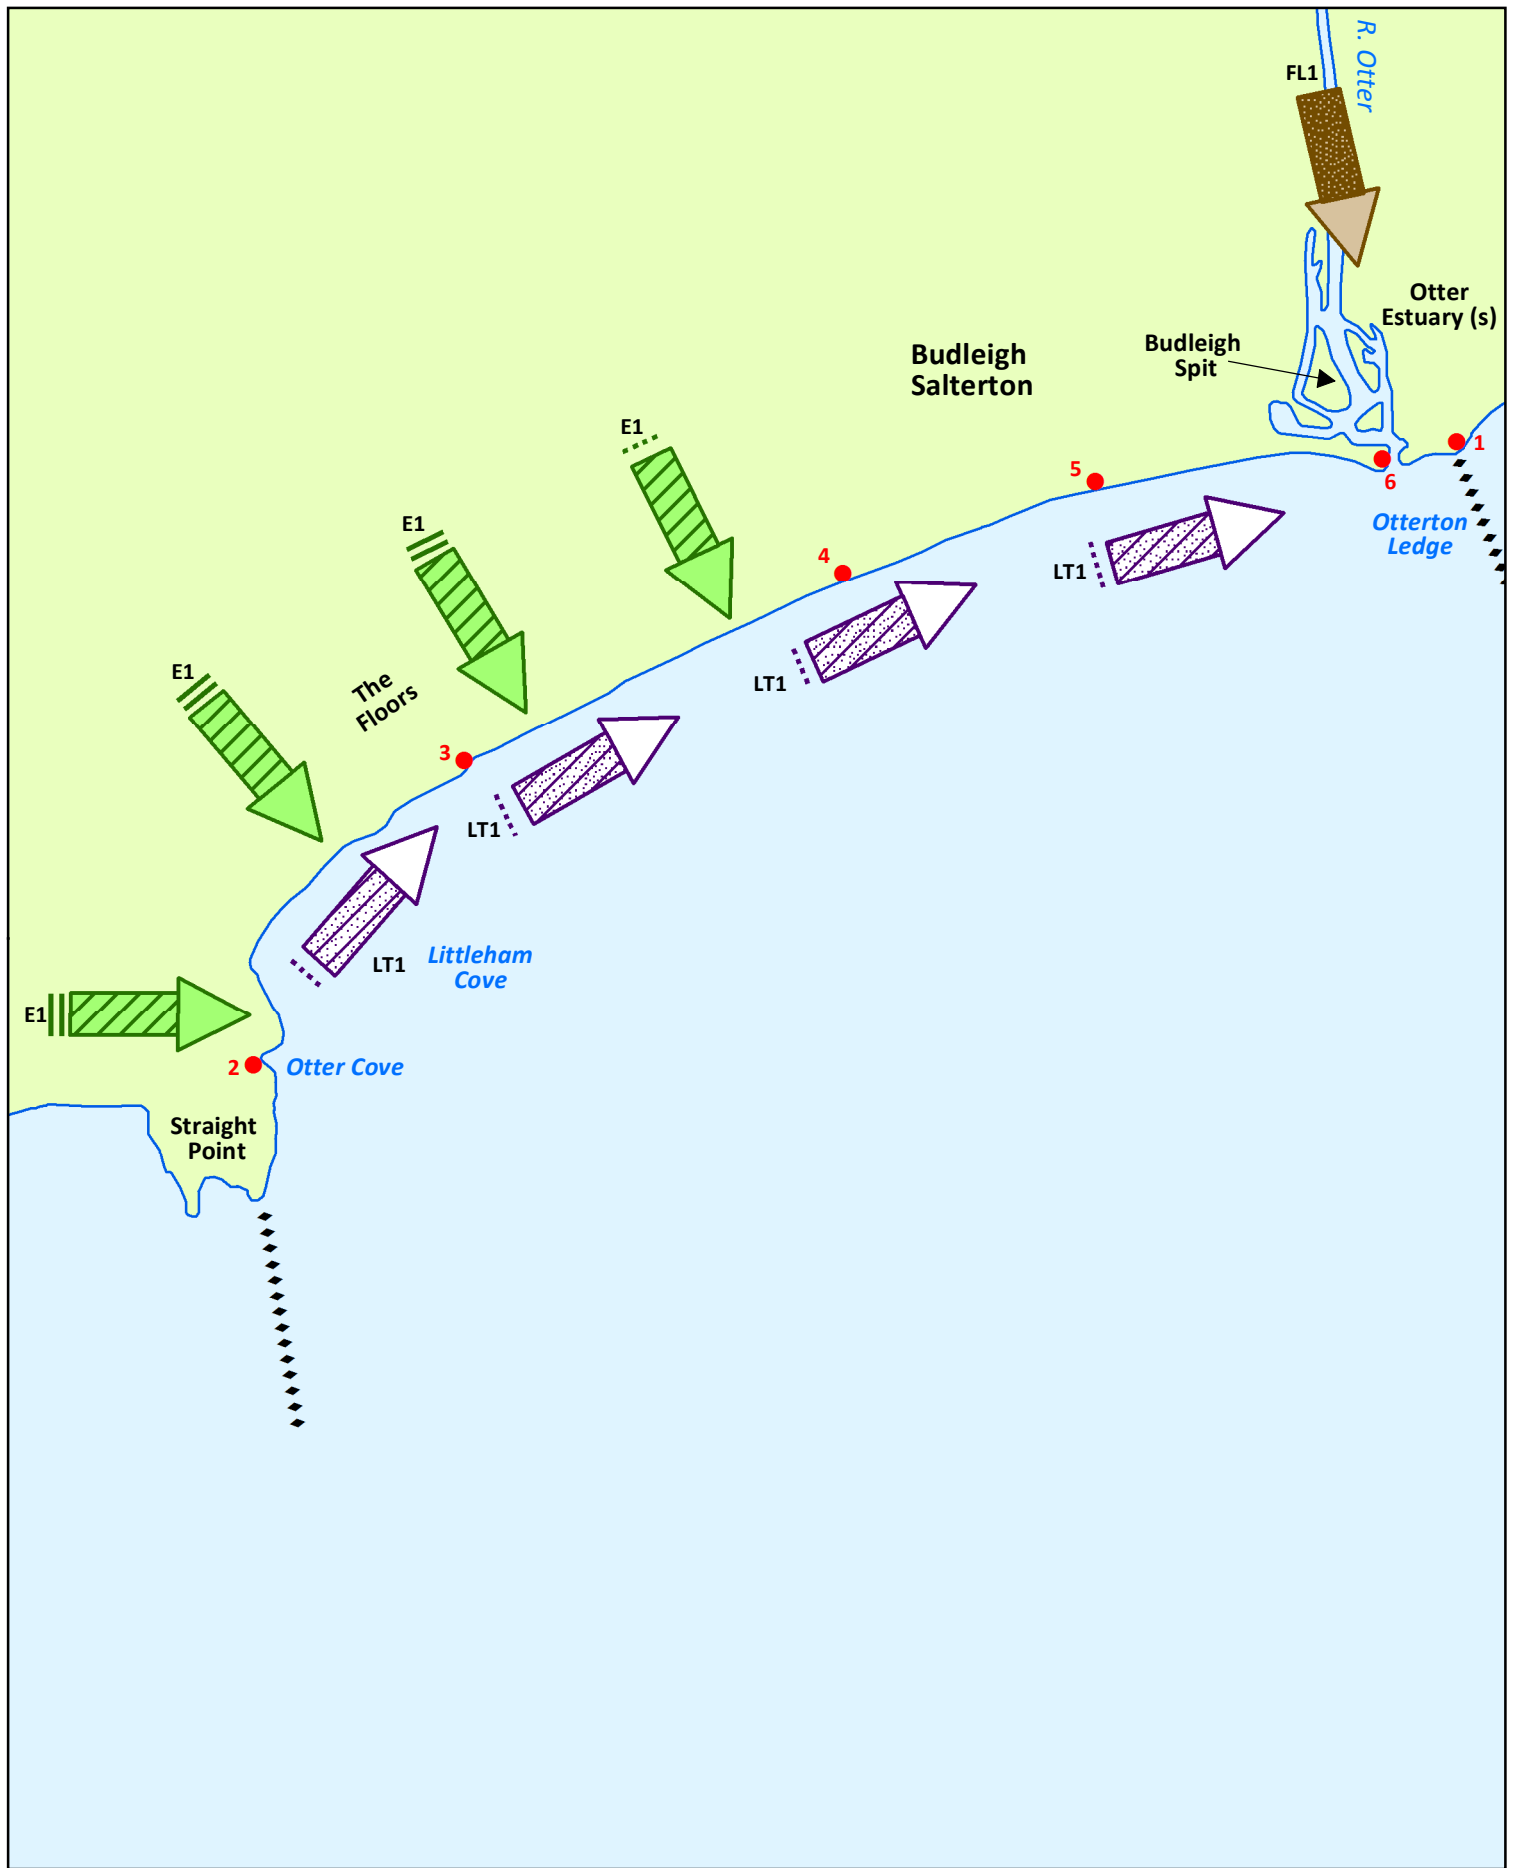 R. Otter
FL1
Otter
Estuary (s)
Budleigh
Spit
Budleigh
Salterton
E1
1
5
6
Otterton
Ledge
E1
4
LT1
E1
The
Floors
LT1
3
LT1
LT1
Littleham
Cove
E1
2
Otter Cove
Straight
Point